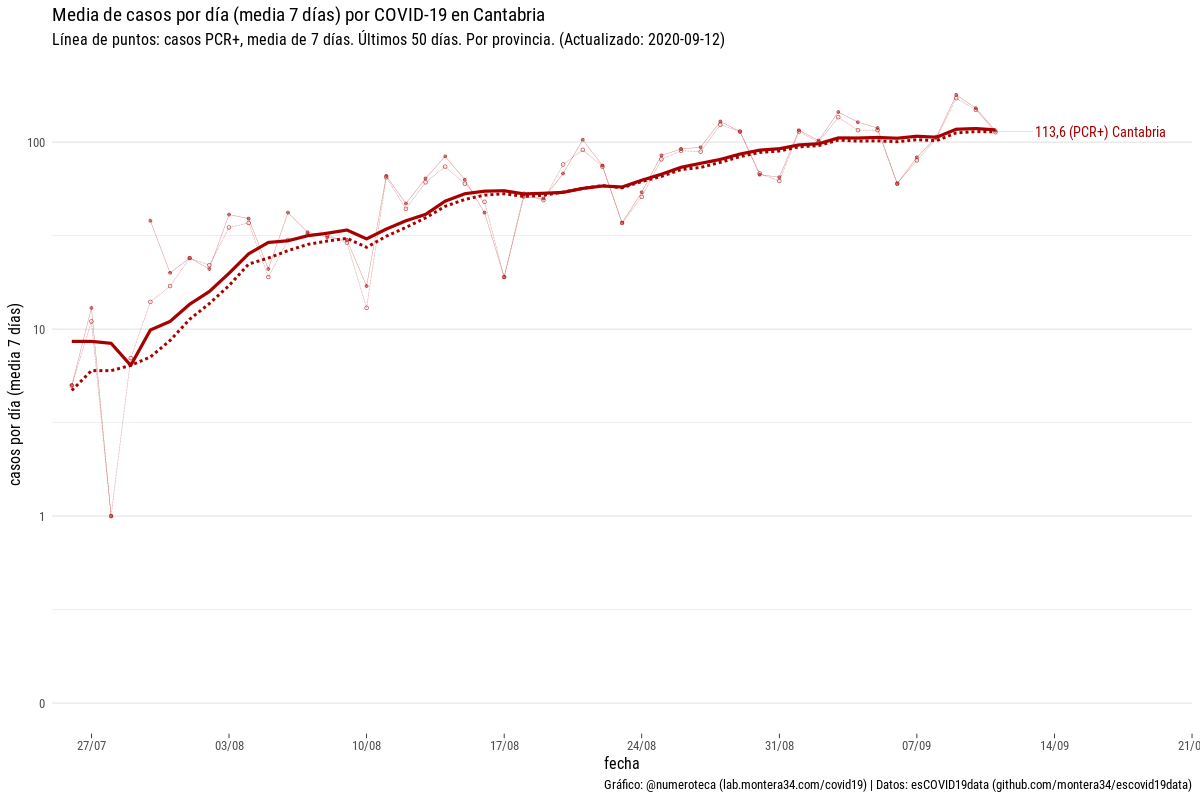 Media de casos por día (media 7 días) por COVID-19 en Cantabria
Línea de puntos: casos PCR+, media de 7 días. Últimos 50 días. Por provincia. (Actualizado: 2020-09-12)
casos por día (media 7 días)
100
10
1
0
113,6 (PCR+) Cantabria
27/07
03/08
10/08
17/08
24/08
31/08
07/09
14/09
21/0
fecha
Gráfico: @numeroteca (lab.montera34.com/covid19) | Datos: esCOVID19data (github.com/montera34/escovid19data)